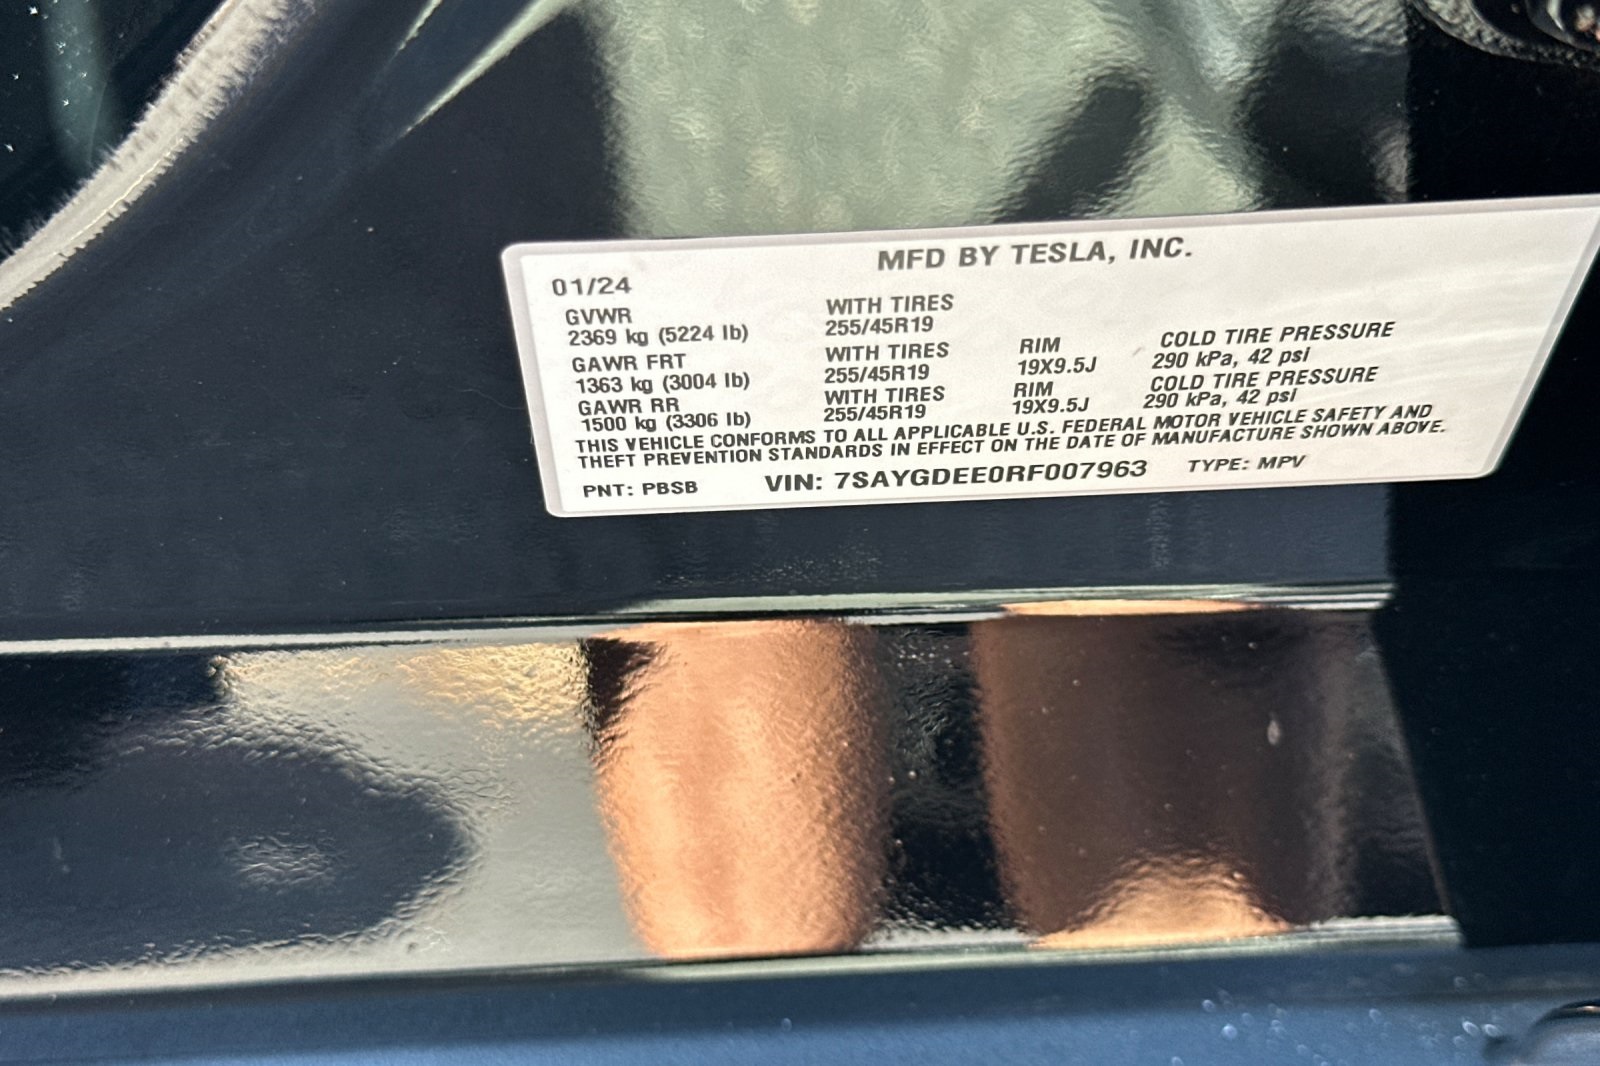 MFD BY TESLA, INC.
01/24
GVWR WITH TIRES
2369 kg (5224 lb) 255/45R19
GAWR FRT WITH TIRES RIM COLD TIRE PRESSURE
1363 kg (3004 lb) 255/45R19 19X9.5J 290 kPa, 42 psi
GAWR RR WITH TIRES RIM COLD TIRE PRESSURE
1500 kg (3306 lb) 255/45R19 19X9.5J 290 kPa, 42 psi
THIS VEHICLE CONFORMS TO ALL APPLICABLE U.S. FEDERAL MOTOR VEHICLE SAFETY AND
THEFT PREVENTION STANDARDS IN EFFECT ON THE DATE OF MANUFACTURE SHOWN ABOVE.
PNT: PBSB VIN: 7SAYGDEE0RF007963 TYPE: MPV